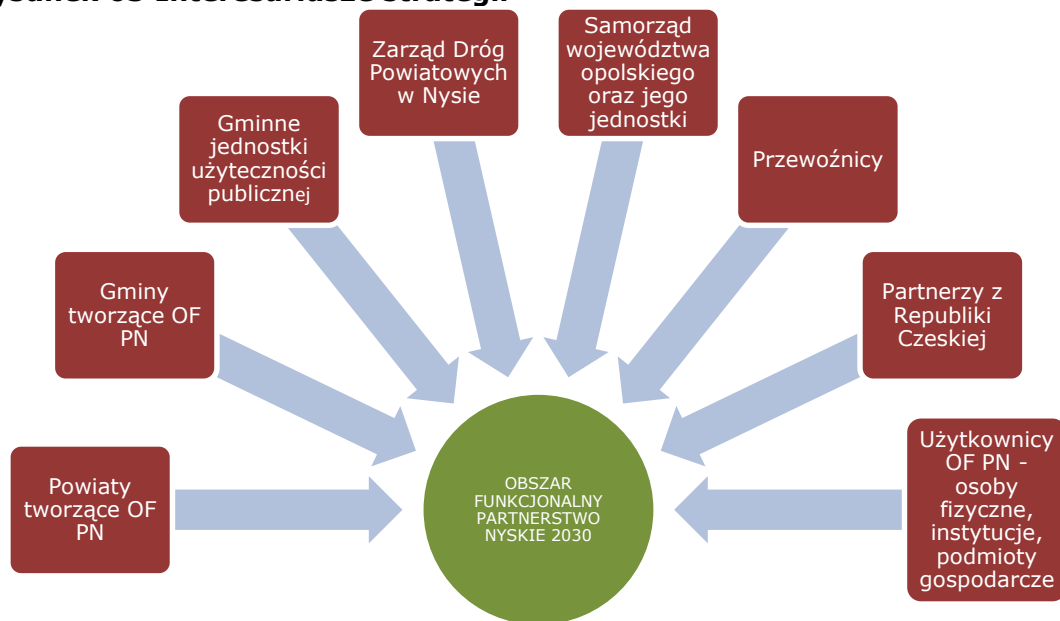 Interesariusze strategii
Zarząd Dróg
Powiatowych
w Nysie
Samorząd
województwa
opolskiego
oraz jego
jednostki
Gminne
jednostki
użyteczności
publicznej
Przewoźnicy
Gminy
tworzące OF
PN
Partnerzy z
Republiki
Czeskiej
Powiaty
tworzące OF
PN
Użytkownicy
OF PN -
osoby
fizyczne,
instytucje,
podmioty
gospodarcze
OBSZAR
FUNKCJONALNY
PARTNERSTWO
NYSKIE 2030